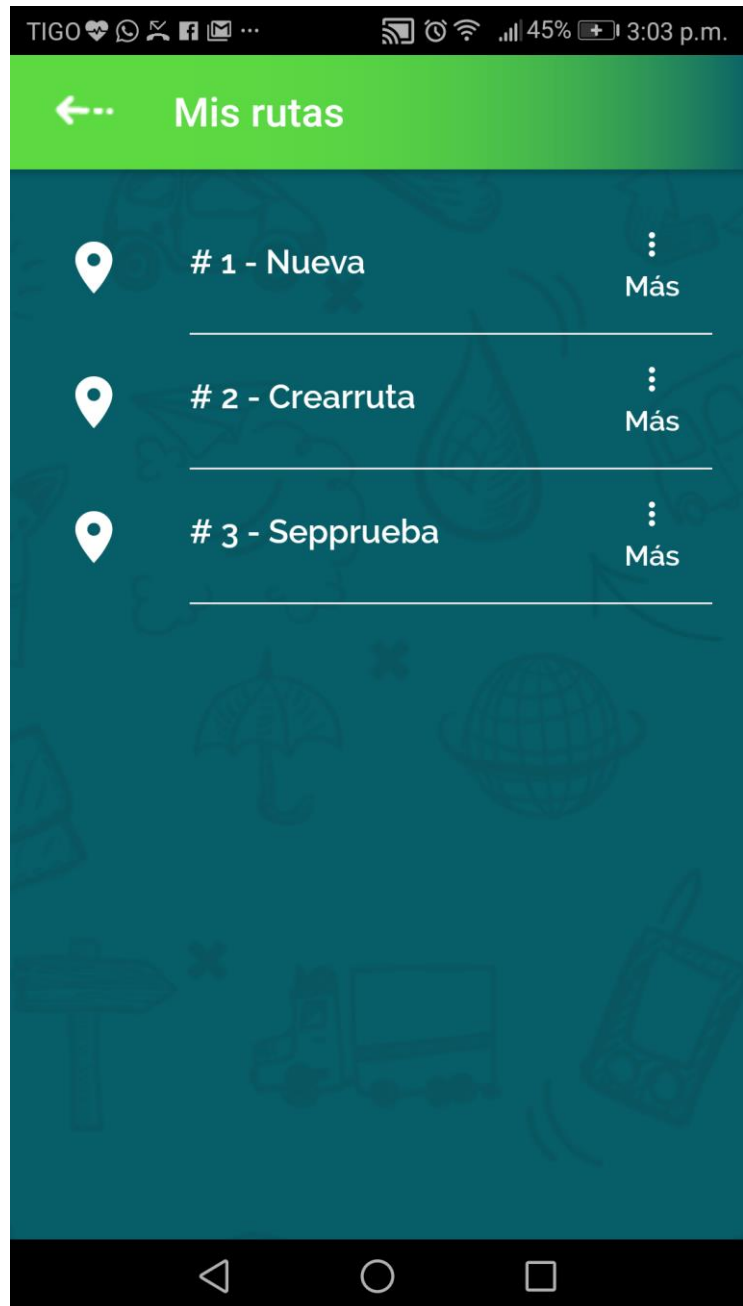 TIGO ... 45% 3:03 p.m.
Mis rutas
# 1 - Nueva
Más
# 2 - Crearruta
Más
# 3 - Sepprueba
Más